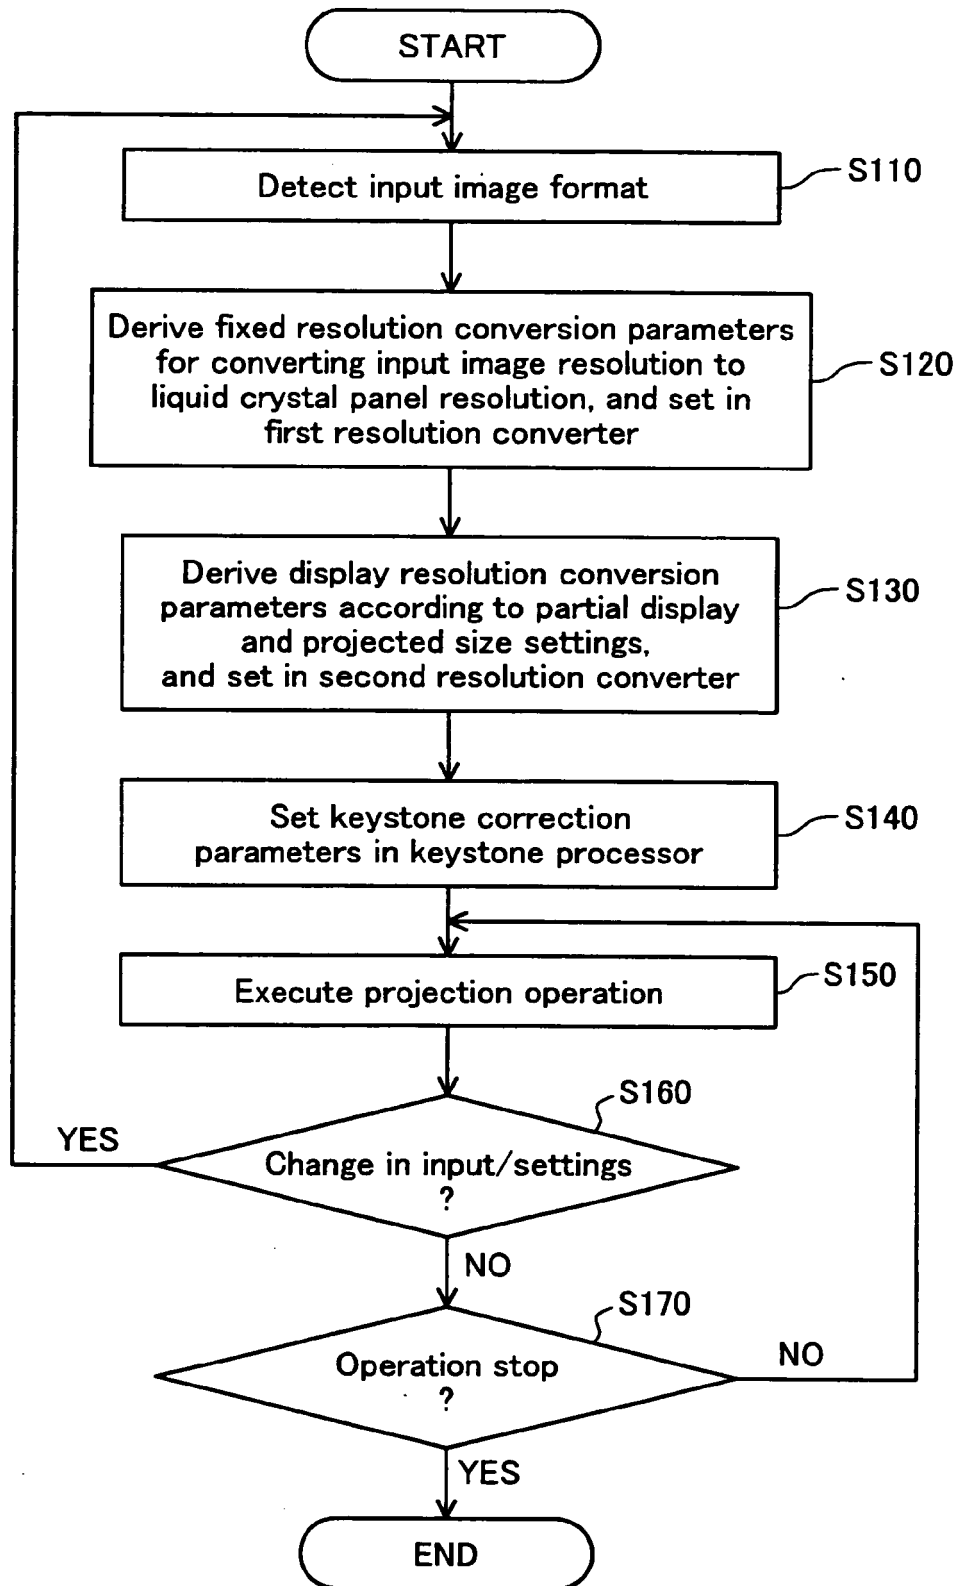 START
Detect input image format
S110
Derive fixed resolution conversion parameters
for converting input image resolution to
liquid crystal panel resolution, and set in
first resolution converter
S120
Derive display resolution conversion
parameters according to partial display
and projected size settings,
and set in second resolution converter
S130
Set keystone correction
parameters in keystone processor
S140
Execute projection operation
S150
S160
YES
Change in input/settings
?
NO
S170
Operation stop
?
NO
YES
END